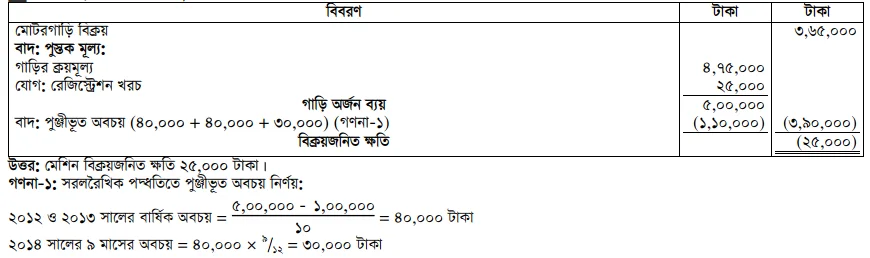 বিবরণ টাকা টাকা
মোটরগাড়ি বিক্রয় ৩,৬৫,০০০
বাদ: পুস্তক মূল্য:
গাড়ির ক্রয়মূল্য ৪,৭৫,০০০
যোগ: রেজিস্ট্রেশন খরচ ২৫,০০০
গাড়ি অর্জন ব্যয় ৫,০০,০০০
বাদ: পুঞ্জীভূত অবচয় (৪০,০০০ + ৪০,০০০ + ৩০,০০০) (গণনা-১) (১,১০,০০০) (৩,৯০,০০০)
বিক্রয়জনিত ক্ষতি (২৫,০০০)
উত্তর: মেশিন বিক্রয়জনিত ক্ষতি ২৫,০০০ টাকা।
গণনা-১: সরলরৈখিক পদ্ধতিতে পুঞ্জীভূত অবচয় নির্ণয়:
২০১২ ও ২০১৩ সালের বার্ষিক অবচয় = ৫,০০,০০০ - ১,০০,০০০ / ১০ = ৪০,০০০ টাকা
২০১৪ সালের ৯ মাসের অবচয় = ৪০,০০০ × ৯/১২ = ৩০,০০০ টাকা